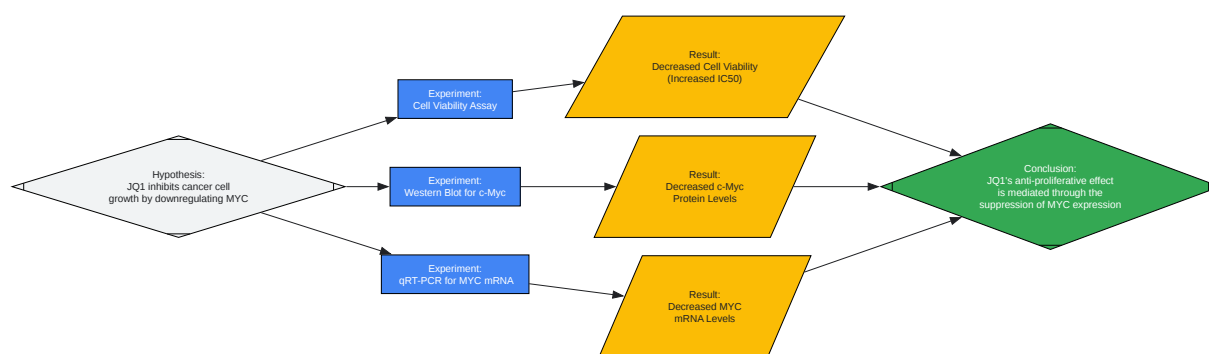 Hypothesis:
JQ1 inhibits cancer cell
growth by downregulating MYC
Experiment:
Cell Viability Assay
Experiment:
Western Blot for c-Myc
Experiment:
qRT-PCR for MYC mRNA
Result:
Decreased Cell Viability
(Increased IC50)
Result:
Decreased c-Myc
Protein Levels
Result:
Decreased MYC
mRNA Levels
Conclusion:
JQ1's anti-proliferative effect
is mediated through the
suppression of MYC expression